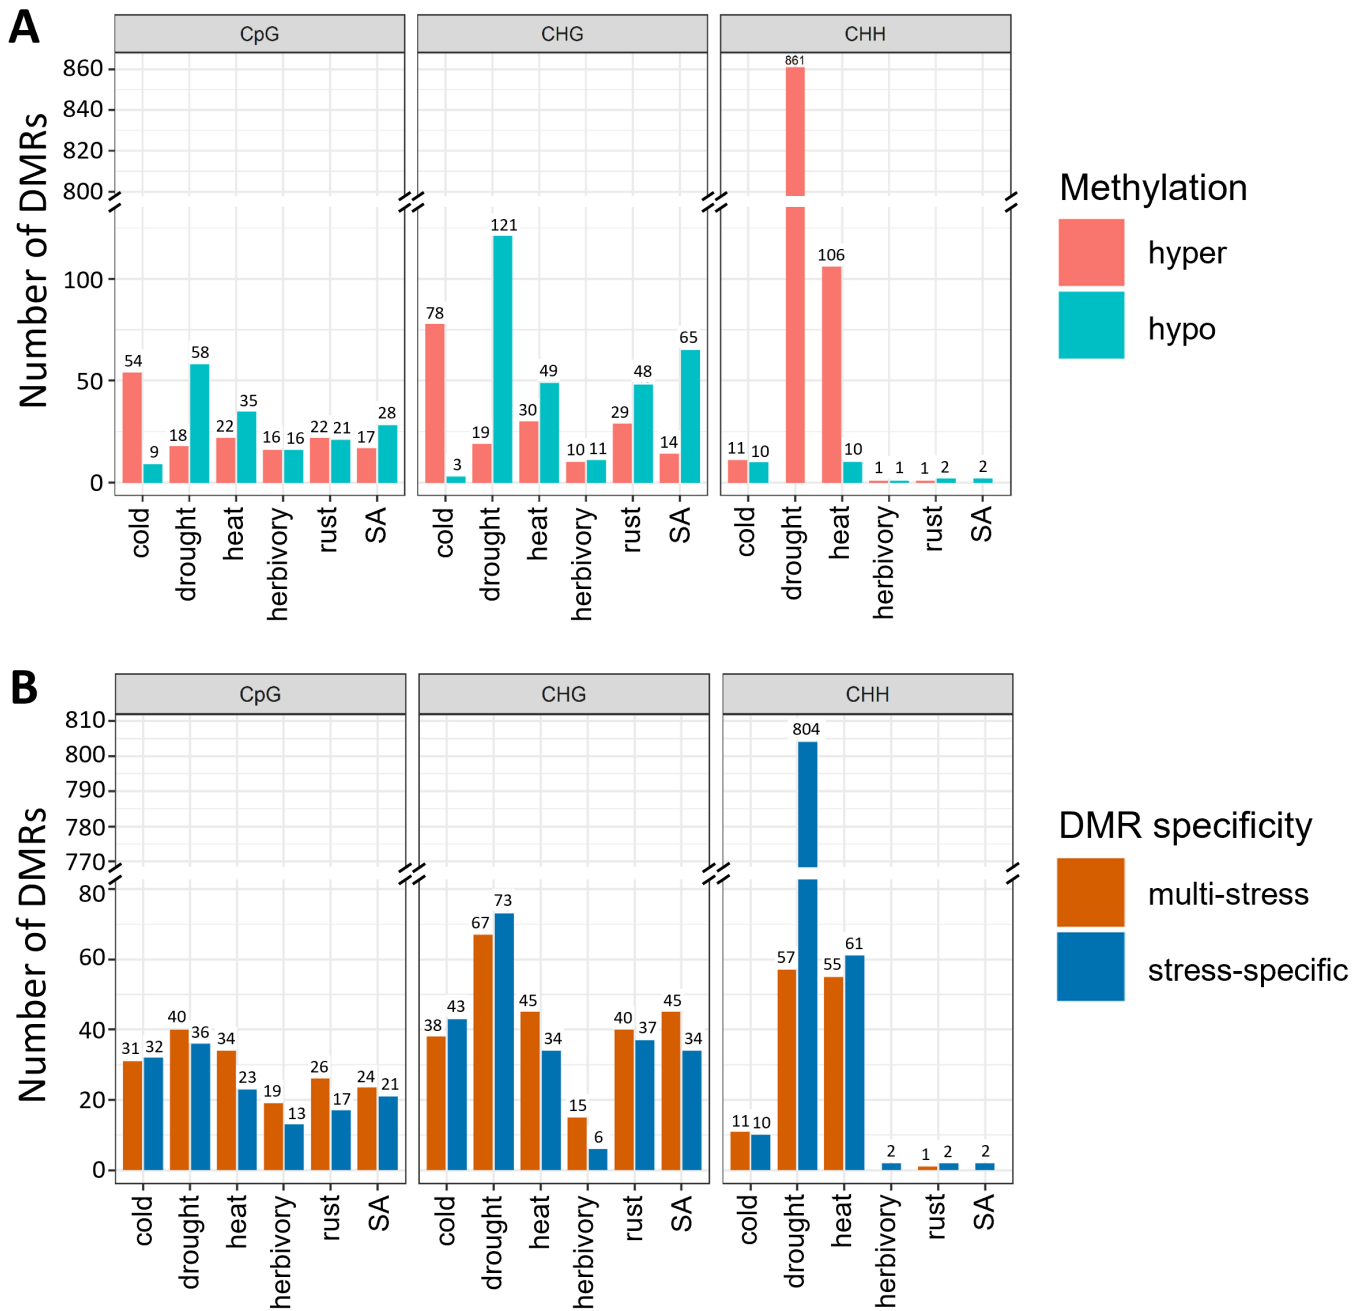 A
CpG CHG CHH
Number of DMRs
860
840
820
800
100
50
0
54 9 18 58 22 35 16 16 22 21 17 28
78 3 19 121 30 49 10 11 29 48 14 65
11 10 861 106 10 1 1 1 2 2
cold drought heat herbivory rust SA
cold drought heat herbivory rust SA
cold drought heat herbivory rust SA
Methylation
hyper
hypo
B
CpG CHG CHH
Number of DMRs
810
800
790
780
770
80
60
40
20
0
31 32 40 36 34 23 19 13 26 17 24 21
38 43 67 73 45 34 15 6 40 37 45 34
11 10 57 804 55 61 2 1 2 2
cold drought heat herbivory rust SA
cold drought heat herbivory rust SA
cold drought heat herbivory rust SA
DMR specificity
multi-stress
stress-specific